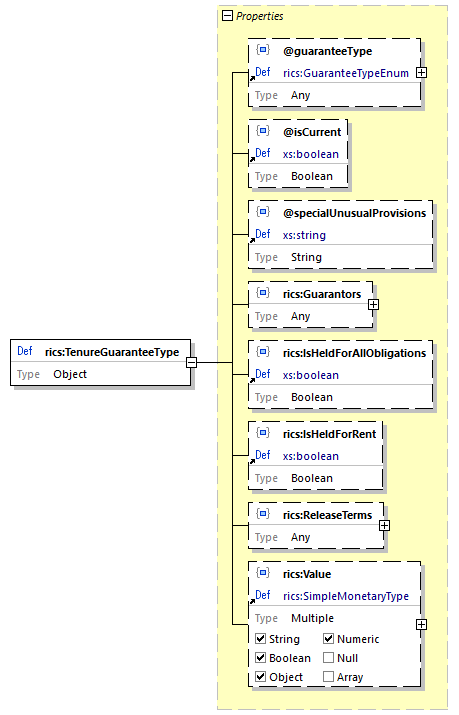 Properties
@guaranteeType
Def rics:GuaranteeTypeEnum
Type Any
@isCurrent
Def xs:boolean
Type Boolean
@specialUnusualProvisions
Def xs:string
Type String
rics:Guarantors
Type Any
Def rics:TenureGuaranteeType
Type Object
rics:IsHeldForAllObligations
Def xs:boolean
Type Boolean
rics:IsHeldForRent
Def xs:boolean
Type Boolean
rics:ReleaseTerms
Type Any
rics:Value
Def rics:SimpleMonetaryType
Type Multiple
String Numeric
Boolean Null
Object Array